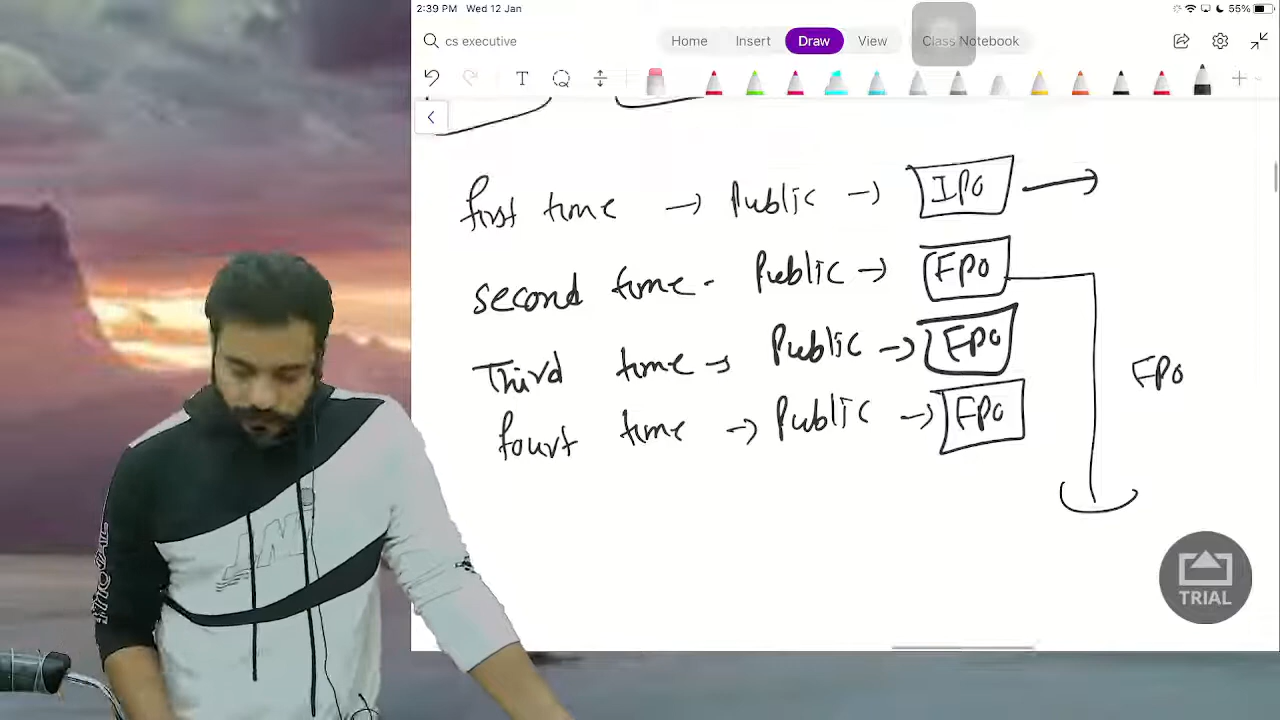 2:39 PM Wed 12 Jan
55%
cs executive
Home Insert Draw View Class Notebook
T
first time → Public → IPO →
second time - Public → FPO
Third time → Public → FPO
FPO
fourt time → Public → FPO
TRIAL